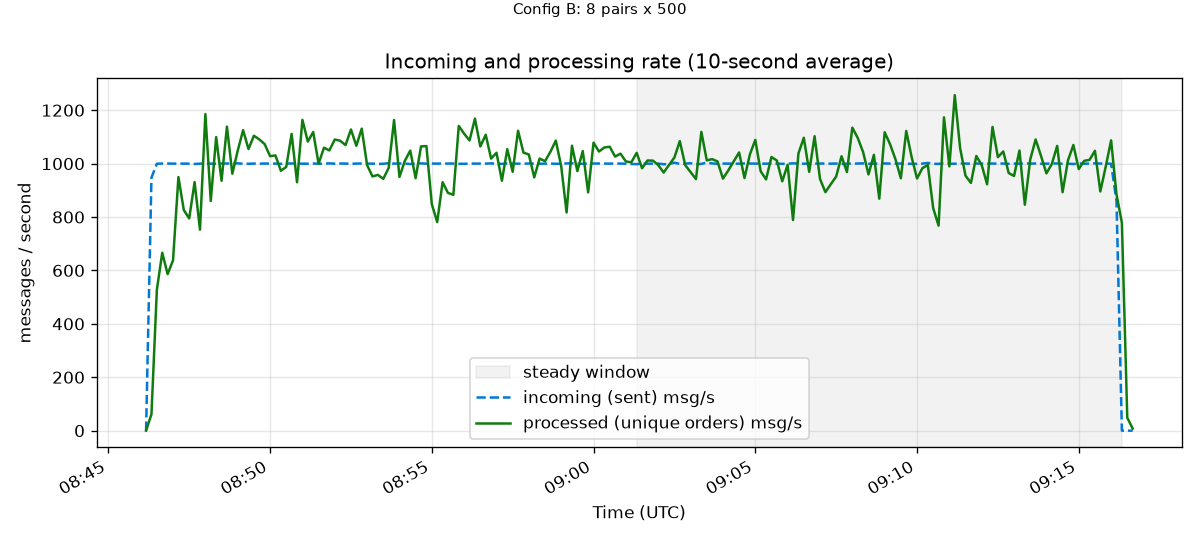 Config B: 8 pairs x 500
Incoming and processing rate (10-second average)
messages / second
1200
1000
800
600
400
200
0
steady window
incoming (sent) msg/s
processed (unique orders) msg/s
08:45
08:50
08:55
09:00
09:05
09:10
09:15
Time (UTC)